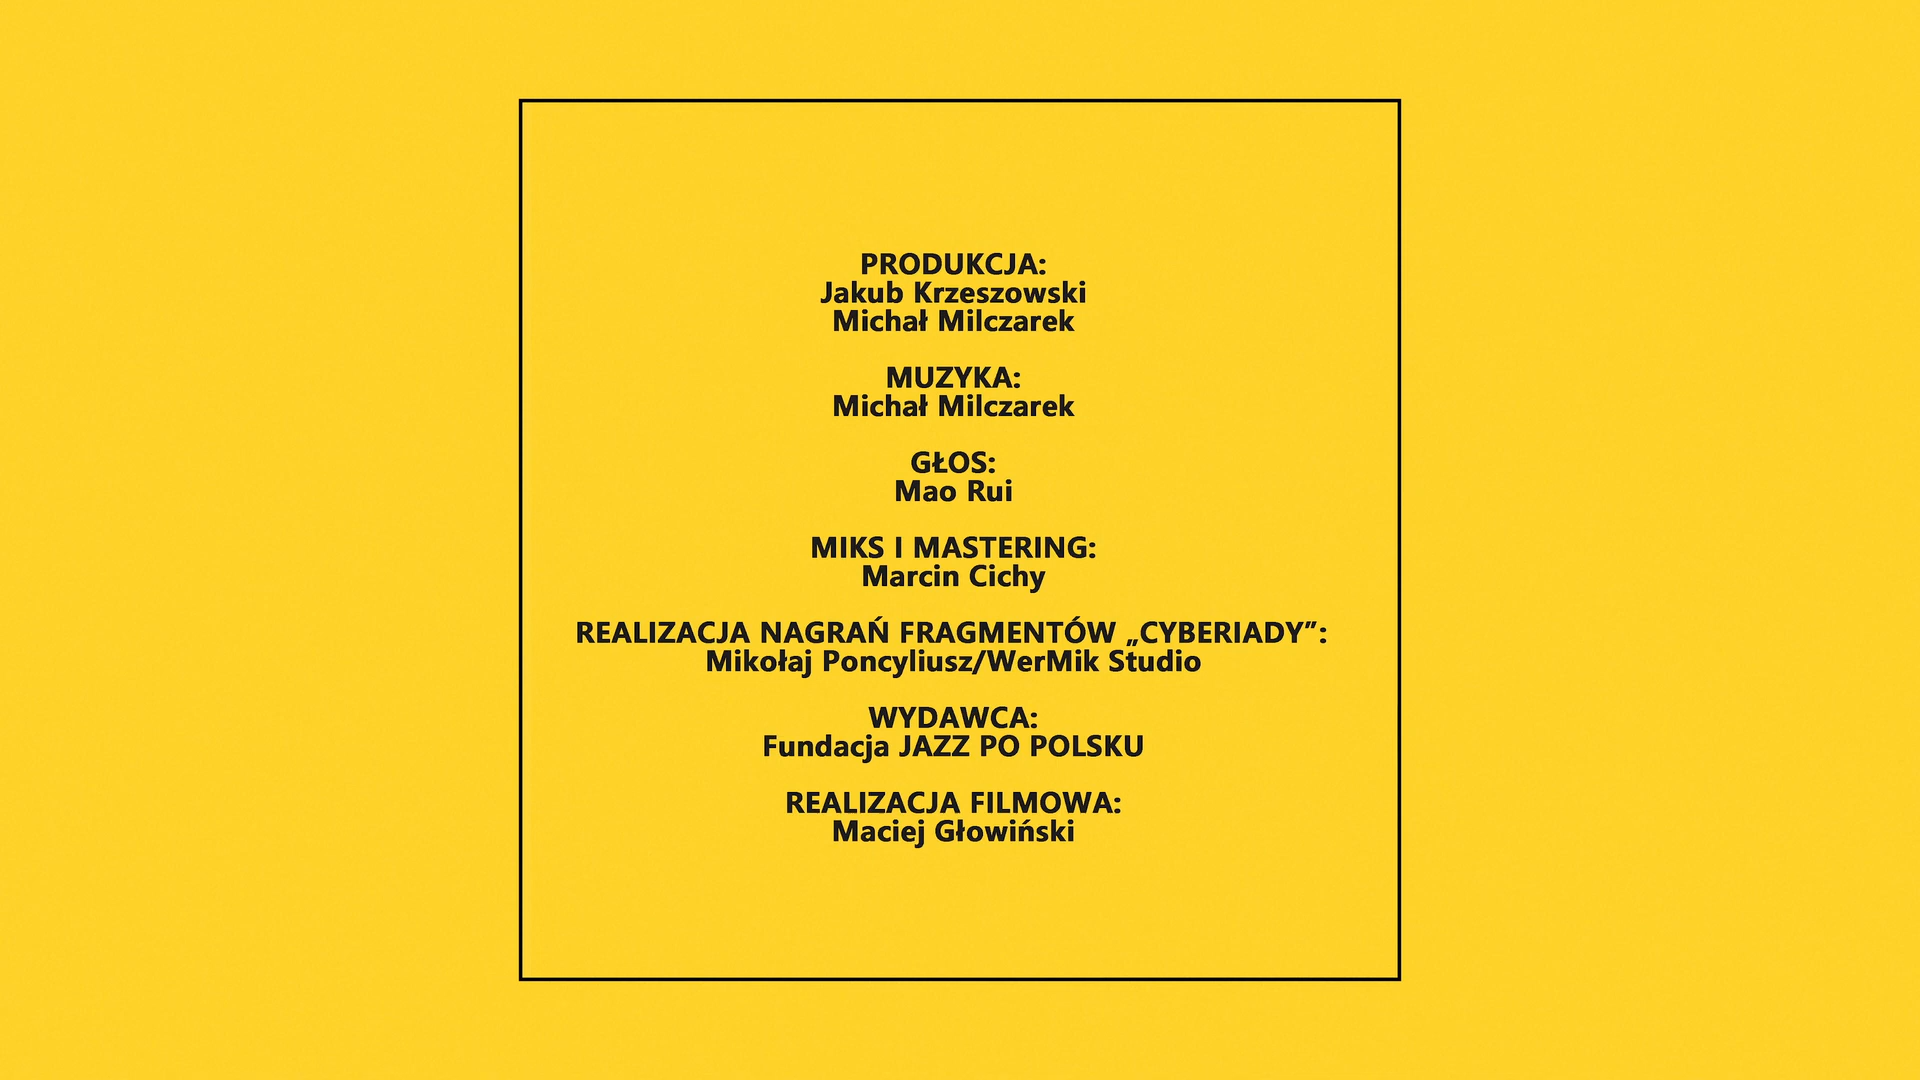 PRODUKCJA:
Jakub Krzeszowski
Michał Milczarek
MUZYKA:
Michał Milczarek
GŁOS:
Mao Rui
MIKS I MASTERING:
Marcin Cichy
REALIZACJA NAGRAŃ FRAGMENTÓW „CYBERIADY”:
Mikołaj Poncyliusz/WerMik Studio
WYDAWCA:
Fundacja JAZZ PO POLSKU
REALIZACJA FILMOWA:
Maciej Głowiński